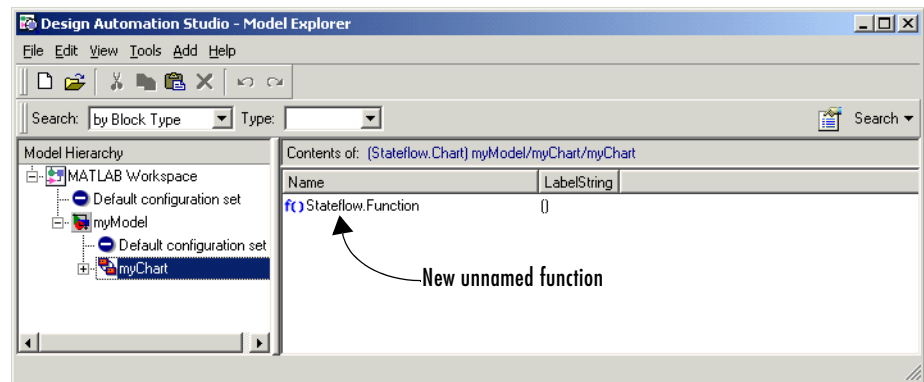 Design Automation Studio - Model Explorer
File Edit View Tools Add Help
Search: by Block Type Type: Search
Model Hierarchy
MATLAB Workspace
Default configuration set
myModel
Default configuration set
myChart
Contents of: (Stateflow.Chart) myModel/myChart/myChart
Name LabelString
f() Stateflow.Function ()
New unnamed function